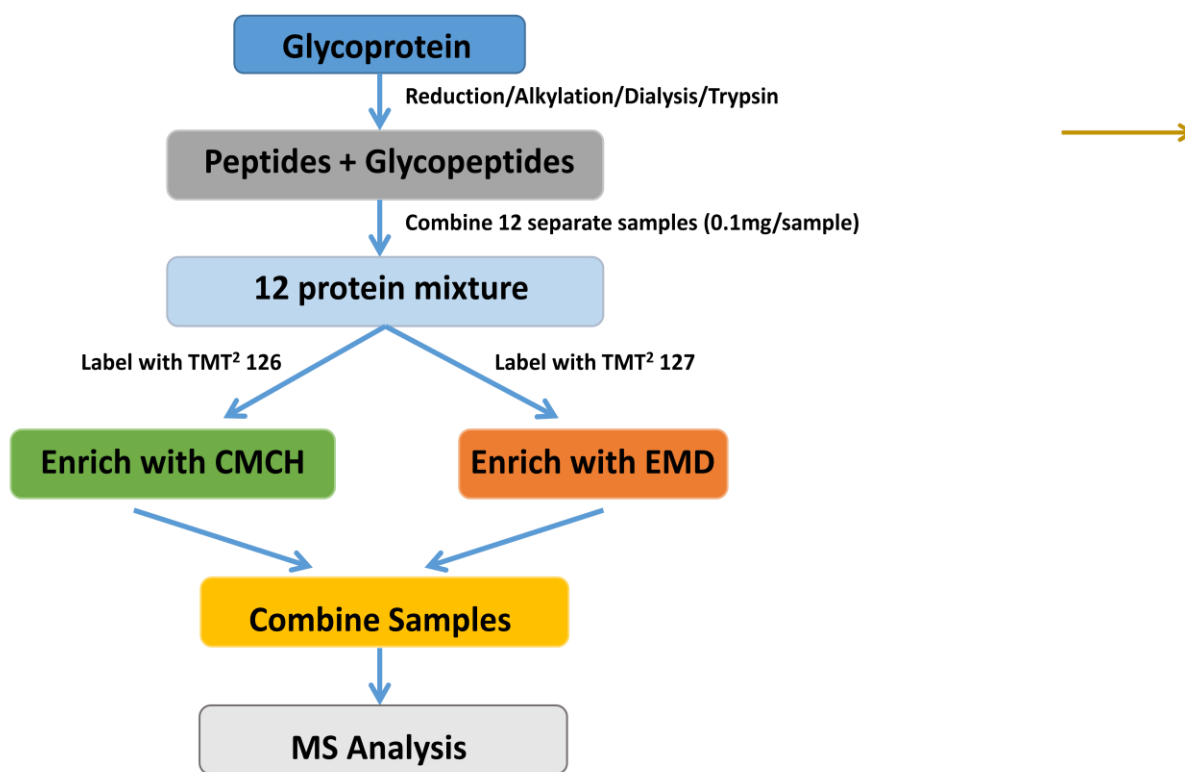 Glycoprotein
Reduction/Alkylation/Dialysis/Trypsin
Peptides + Glycopeptides
Combine 12 separate samples (0.1mg/sample)
12 protein mixture
Label with TMT² 126
Label with TMT² 127
Enrich with CMCH
Enrich with EMD
Combine Samples
MS Analysis